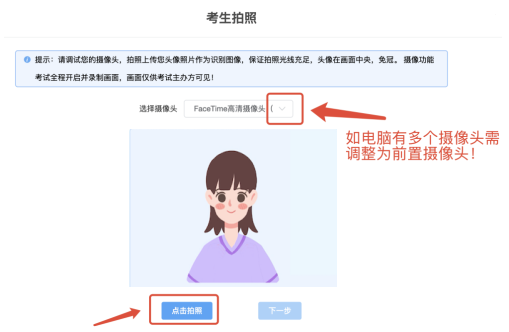 考生拍照
提示：请调试您的摄像头，拍照上传您头像照片作为识别图像，保证拍照光线充足，头像在画面中央，免冠。 摄像功能
考试全程开启并录制画面，画面仅供考试主办方可见！
选择摄像头 FaceTime高清摄像头（
如电脑有多个摄像头需
调整为前置摄像头！
点击拍照 下一步